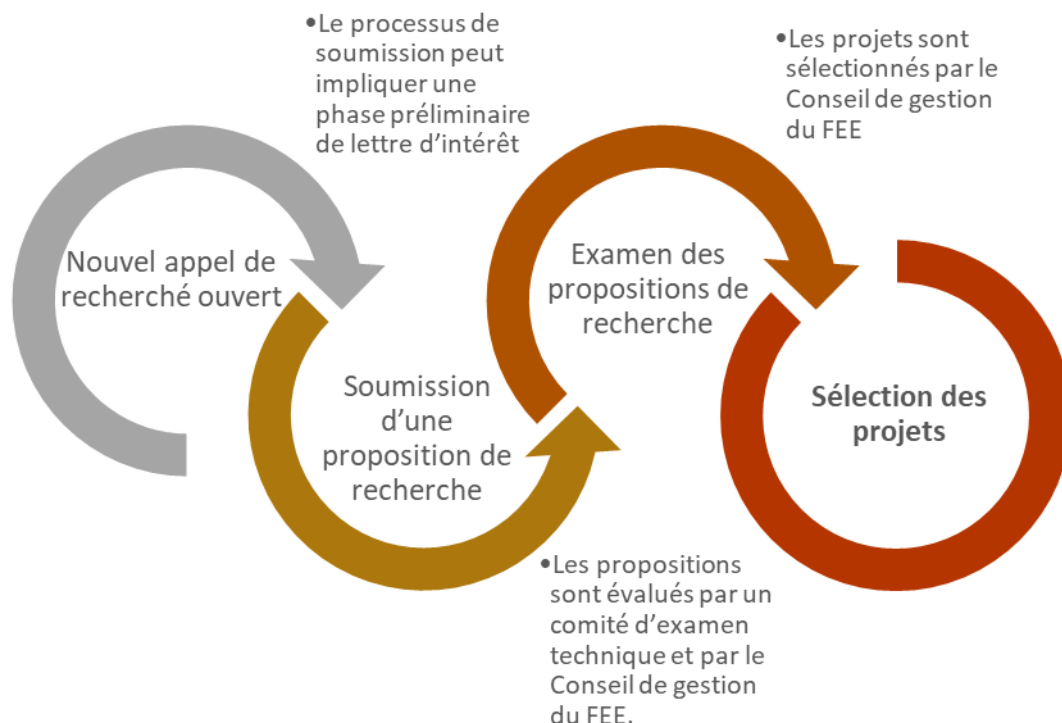 •Le processus de
soumission peut
impliquer une
phase préliminaire
de lettre d'intérêt
•Les projets sont
sélectionnés par le
Conseil de gestion
du FEE
Nouvel appel de
recherché ouvert
Examen des
propositions de
recherche
Soumission
d'une
proposition de
recherche
Sélection des
projets
•Les propositions
sont évalués par un
comité d'examen
technique et par le
Conseil de gestion
du FEE.